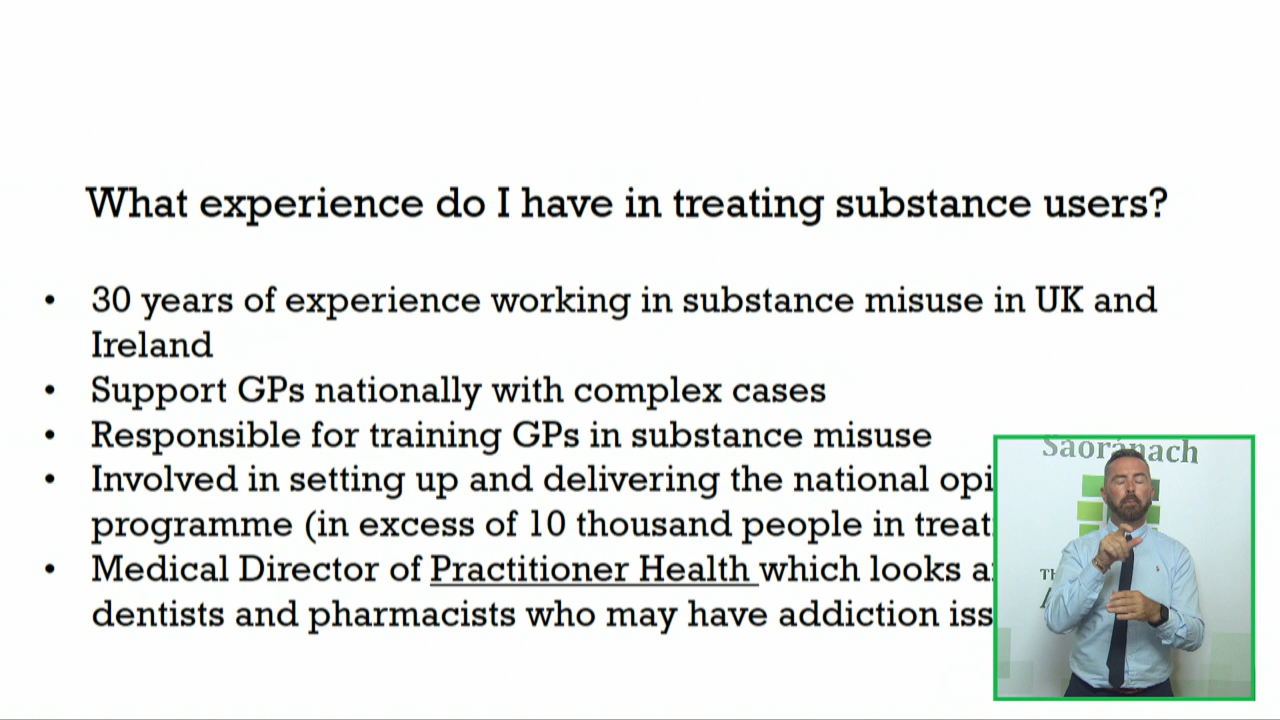 What experience do I have in treating substance users?
• 30 years of experience working in substance misuse in UK and
Ireland
• Support GPs nationally with complex cases
• Responsible for training GPs in substance misuse
• Involved in setting up and delivering the national opi
programme (in excess of 10 thousand people in treat
• Medical Director of Practitioner Health which looks a
dentists and pharmacists who may have addiction iss
Saoránach